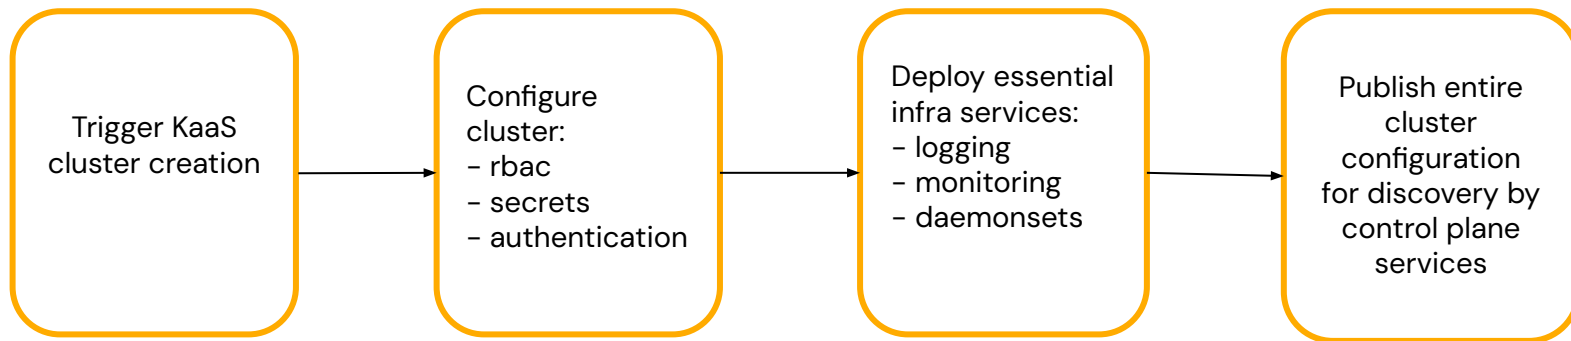 Trigger KaaS
cluster creation
Configure
cluster:
- rbac
- secrets
- authentication
Deploy essential
infra services:
- logging
- monitoring
- daemonsets
Publish entire
cluster
configuration
for discovery by
control plane
services